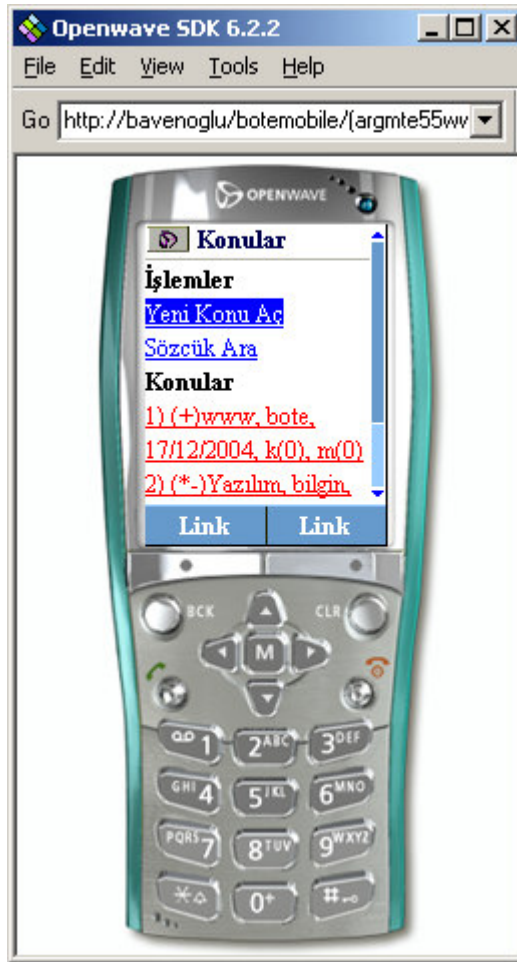 Openwave SDK 6.2.2
File Edit View Tools Help
Go http://bavenoglu/botemobile/(argmte55wv
OPENWAVE
Konular
İşlemler
Yeni Konu Aç
Sözcük Ara
Konular
1) (+)www, bote,
17/12/2004, k(0), m(0)
2) (*-)Yazılım, bilgin,
Link Link
BCK CLR
M
1 2ABC 3DEF
GHI4 5JKL 6MNO
PQRS7 8TUV 9WXYZ
* 0+ #